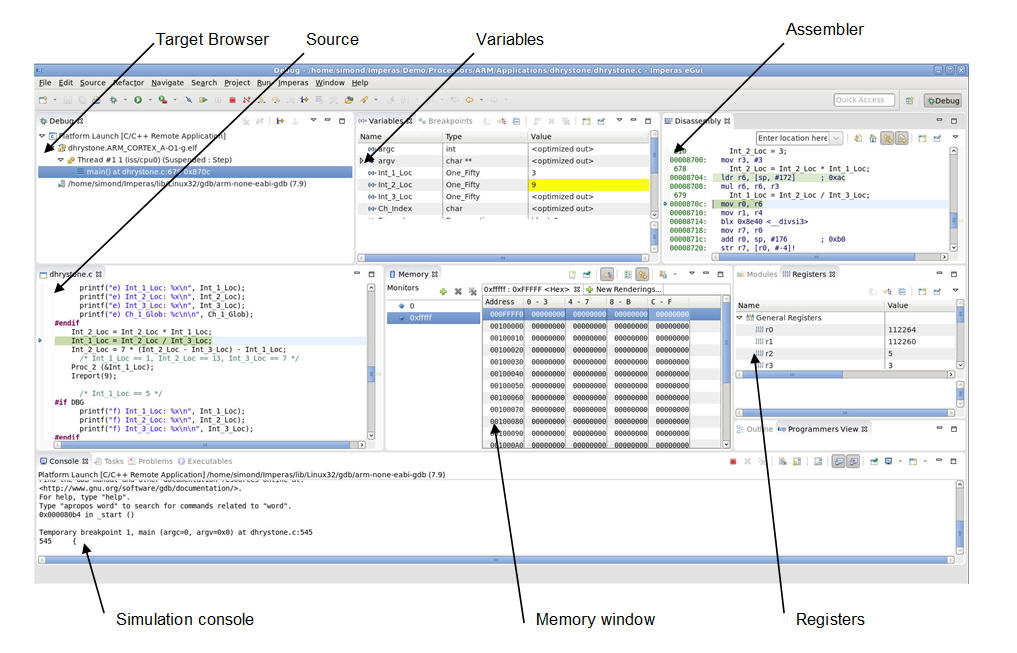 Target Browser
Source
Variables
Assembler
Debug - /home/simond/Imperas/Demo/Processors/ARM/Applications/dhrystone/dhrystone.c - Imperas eGui
File Edit Source Refactor Navigate Search Project Run Imperas Window Help
Quick Access
Debug
Debug
Platform Launch [C/C++ Remote Application]
dhrystone.ARM_CORTEX_A-O1-g.elf
Thread #1 1 (iss/cpu0) (Suspended : Step)
main() at dhrystone.c:679 0x870c
/home/simond/Imperas/lib/Linux32/gdb/arm-none-eabi-gdb (7.9)
Variables
Breakpoints
Name Type Value
argc int <optimized out>
argv char ** <optimized out>
Int_1_Loc One_Fifty 3
Int_2_Loc One_Fifty 9
Int_3_Loc One_Fifty <optimized out>
Ch_Index char <optimized out>
Disassembly
Enter location here
Int_2_Loc = 3;
00008700: mov r3, #3
678 Int_2_Loc = Int_2_Loc * Int_1_Loc;
00008704: ldr r6, [sp, #172] ; 0xac
00008708: mul r6, r6, r3
679 Int_1_Loc = Int_2_Loc / Int_3_Loc;
0000870c: mov r0, r6
00008710: mov r1, r4
00008714: blx 0x8e40 <__divsi3>
00008718: mov r7, r0
0000871c: add r0, sp, #176 ; 0xb0
00008720: str r7, [r0, #-4]!
dhrystone.c
printf("e) Int_1_Loc: %x\n", Int_1_Loc);
printf("e) Int_2_Loc: %x\n", Int_2_Loc);
printf("e) Int_3_Loc: %x\n", Int_3_Loc);
printf("e) Ch_1_Glob: %c\n\n", Ch_1_Glob);
#endif
Int_2_Loc = Int_2_Loc * Int_1_Loc;
Int_1_Loc = Int_2_Loc / Int_3_Loc;
Int_2_Loc = 7 * (Int_2_Loc - Int_3_Loc) - Int_1_Loc;
/* Int_1_Loc == 1, Int_2_Loc == 13, Int_3_Loc == 7 */
Proc_2 (&Int_1_Loc);
Ireport(9);
/* Int_1_Loc == 5 */
#if DBG
printf("f) Int_1_Loc: %x\n", Int_1_Loc);
printf("f) Int_2_Loc: %x\n", Int_2_Loc);
printf("f) Int_3_Loc: %x\n\n", Int_3_Loc);
#endif
Memory
Monitors
0
0xfffff
0xfffff : 0xFFFFF <Hex>
New Renderings...
Address 0 - 3 4 - 7 8 - B C - F
000FFFF0 00000000 00000000 00000000 00000000
00100000 00000000 00000000 00000000 00000000
00100010 00000000 00000000 00000000 00000000
00100020 00000000 00000000 00000000 00000000
00100030 00000000 00000000 00000000 00000000
00100040 00000000 00000000 00000000 00000000
00100050 00000000 00000000 00000000 00000000
00100060 00000000 00000000 00000000 00000000
00100070 00000000 00000000 00000000 00000000
00100080 00000000 00000000 00000000 00000000
00100090 00000000 00000000 00000000 00000000
001000A0 00000000 00000000 00000000 00000000
Modules
Registers
Name Value
General Registers
r0 112264
r1 112260
r2 5
r3 3
Outline
Programmers View
Console
Tasks
Problems
Executables
Platform Launch [C/C++ Remote Application] /home/simond/Imperas/lib/Linux32/gdb/arm-none-eabi-gdb (7.9)
Find the GDB manual and other documentation resources online at:
<http://www.gnu.org/software/gdb/documentation/>.
For help, type "help".
Type "apropos word" to search for commands related to "word".
0x000080b4 in _start ()
Temporary breakpoint 1, main (argc=0, argv=0x0) at dhrystone.c:545
545 {
Simulation console
Memory window
Registers